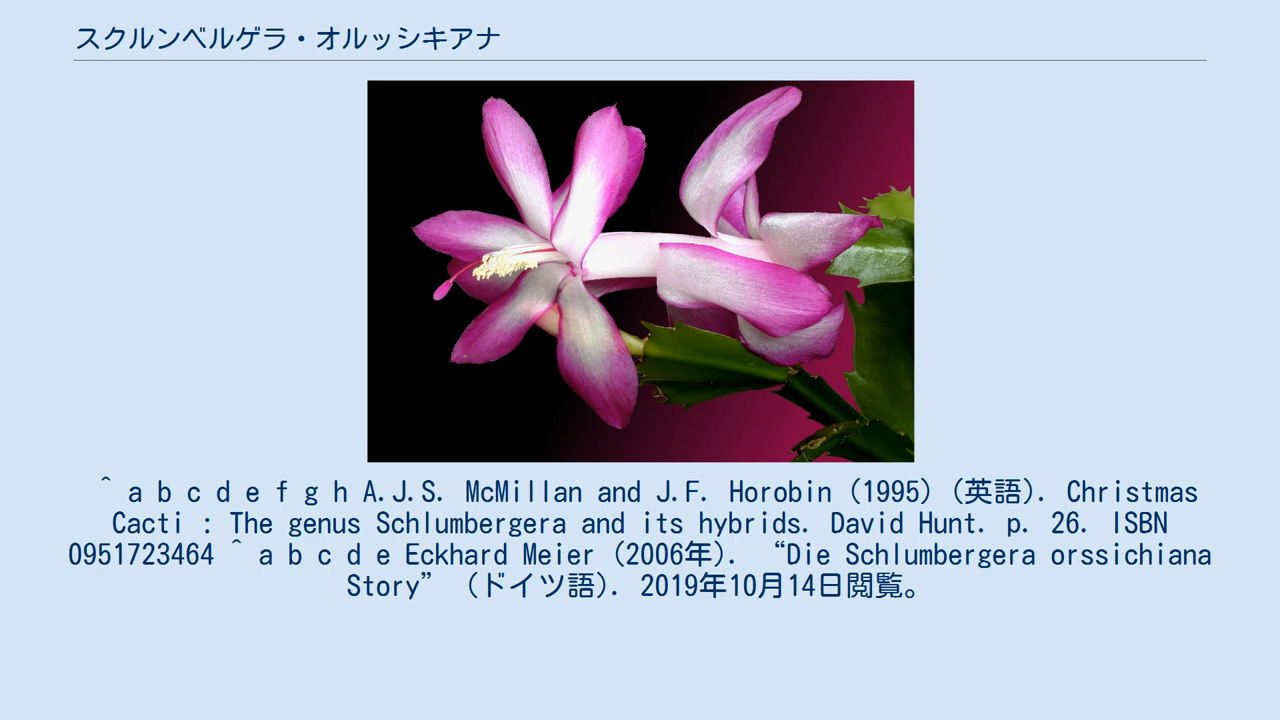 スクルンベルゲラ・オルッシキアナ
^ a b c d e f g h A.J.S. McMillan and J.F. Horobin (1995) (英語). Christmas
Cacti : The genus Schlumbergera and its hybrids. David Hunt. p. 26. ISBN
0951723464 ^ a b c d e Eckhard Meier (2006年). “Die Schlumbergera orssichiana
Story” (ドイツ語). 2019年10月14日閲覧。